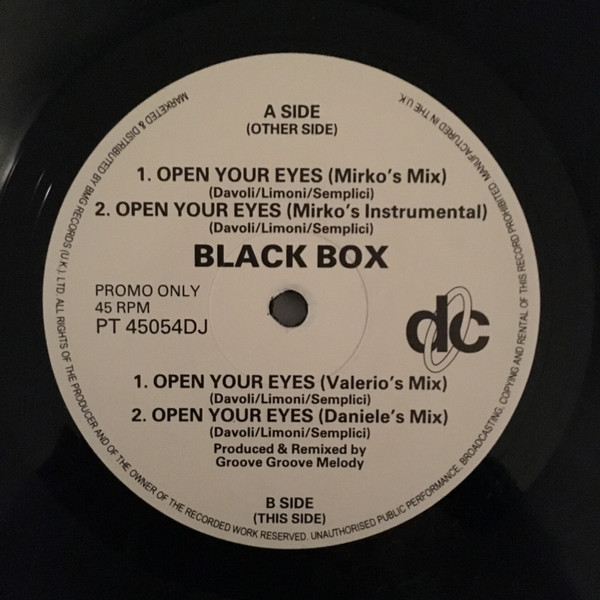 A SIDE
(OTHER SIDE)
1. OPEN YOUR EYES (Mirko's Mix)
(Davoli/Limoni/Semplici)
2. OPEN YOUR EYES (Mirko's Instrumental)
(Davoli/Limoni/Semplici)
BLACK BOX
PROMO ONLY
45 RPM
PT 45054DJ
dc
1. OPEN YOUR EYES (Valerio's Mix)
(Davoli/Limoni/Semplici)
2. OPEN YOUR EYES (Daniele's Mix)
(Davoli/Limoni/Semplici)
Produced & Remixed by
Groove Groove Melody
B SIDE
(THIS SIDE)
MARKETED & DISTRIBUTED BY BMG RECORDS (U.K.). LTD. ALL RIGHTS OF THE PRODUCER AND OF THE OWNER OF THE RECORDED WORK RESERVED. UNAUTHORISED PUBLIC PERFORMANCE. BROADCASTING, COPYING AND RENTAL OF THIS RECORD PROHIBITED. MANUFACTURED IN THE U.K.